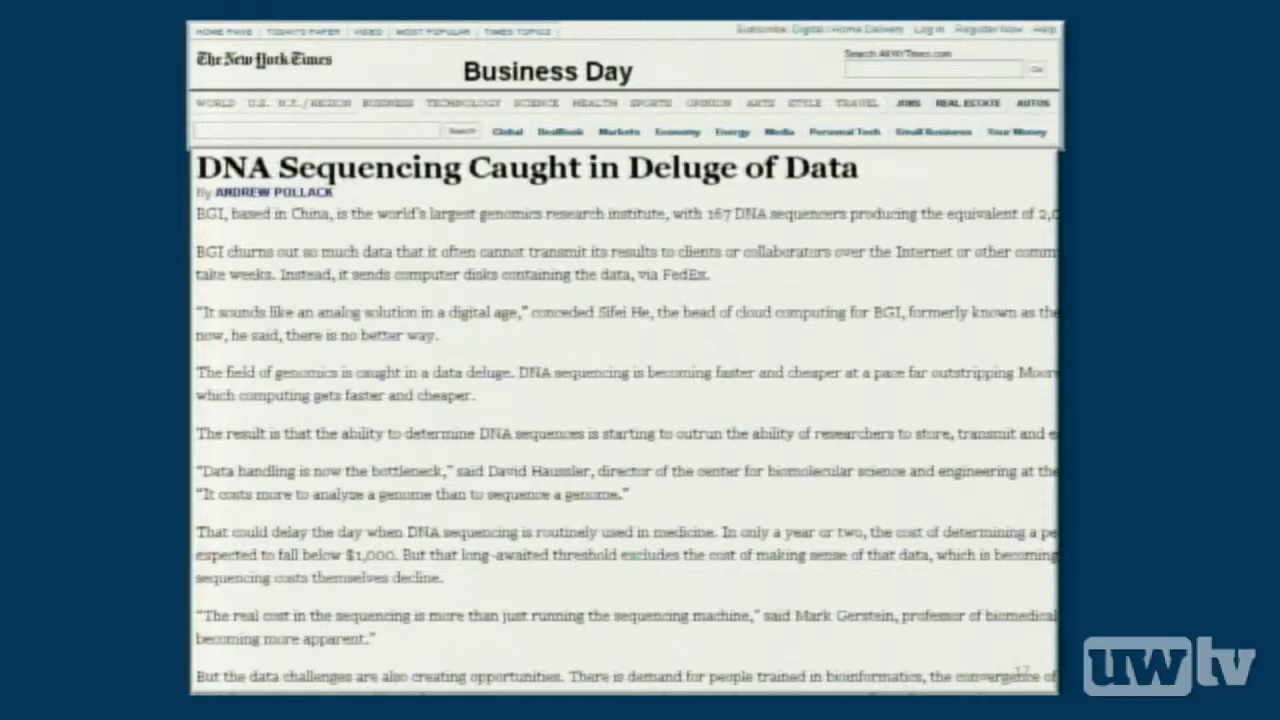 HOME PAGE TODAY'S PAPER VIDEO MOST POPULAR TIMES TOPICS
Subscribe: Digital / Home Delivery Log In Register Now Help
The New York Times
Business Day
Search All NYTimes.com
Go
WORLD U.S. N.Y. / REGION BUSINESS TECHNOLOGY SCIENCE HEALTH SPORTS OPINION ARTS STYLE TRAVEL JOBS REAL ESTATE AUTOS
Search Global DealBook Markets Economy Energy Media Personal Tech Small Business Your Money
DNA Sequencing Caught in Deluge of Data
By ANDREW POLLACK
BGI, based in China, is the world's largest genomics research institute, with 167 DNA sequencers producing the equivalent of 2,0
BGI churns out so much data that it often cannot transmit its results to clients or collaborators over the Internet or other comm
take weeks. Instead, it sends computer disks containing the data, via FedEx.
“It sounds like an analog solution in a digital age,” conceded Sifei He, the head of cloud computing for BGI, formerly known as the
now, he said, there is no better way.
The field of genomics is caught in a data deluge. DNA sequencing is becoming faster and cheaper at a pace far outstripping Moor
which computing gets faster and cheaper.
The result is that the ability to determine DNA sequences is starting to outrun the ability of researchers to store, transmit and e
“Data handling is now the bottleneck,” said David Haussler, director of the center for biomolecular science and engineering at the
“It costs more to analyze a genome than to sequence a genome.”
That could delay the day when DNA sequencing is routinely used in medicine. In only a year or two, the cost of determining a pe
expected to fall below $1,000. But that long-awaited threshold excludes the cost of making sense of that data, which is becoming
sequencing costs themselves decline.
“The real cost in the sequencing is more than just running the sequencing machine,” said Mark Gerstein, professor of biomedical
becoming more apparent.”
17
But the data challenges are also creating opportunities. There is demand for people trained in bioinformatics, the convergence of
uwtv